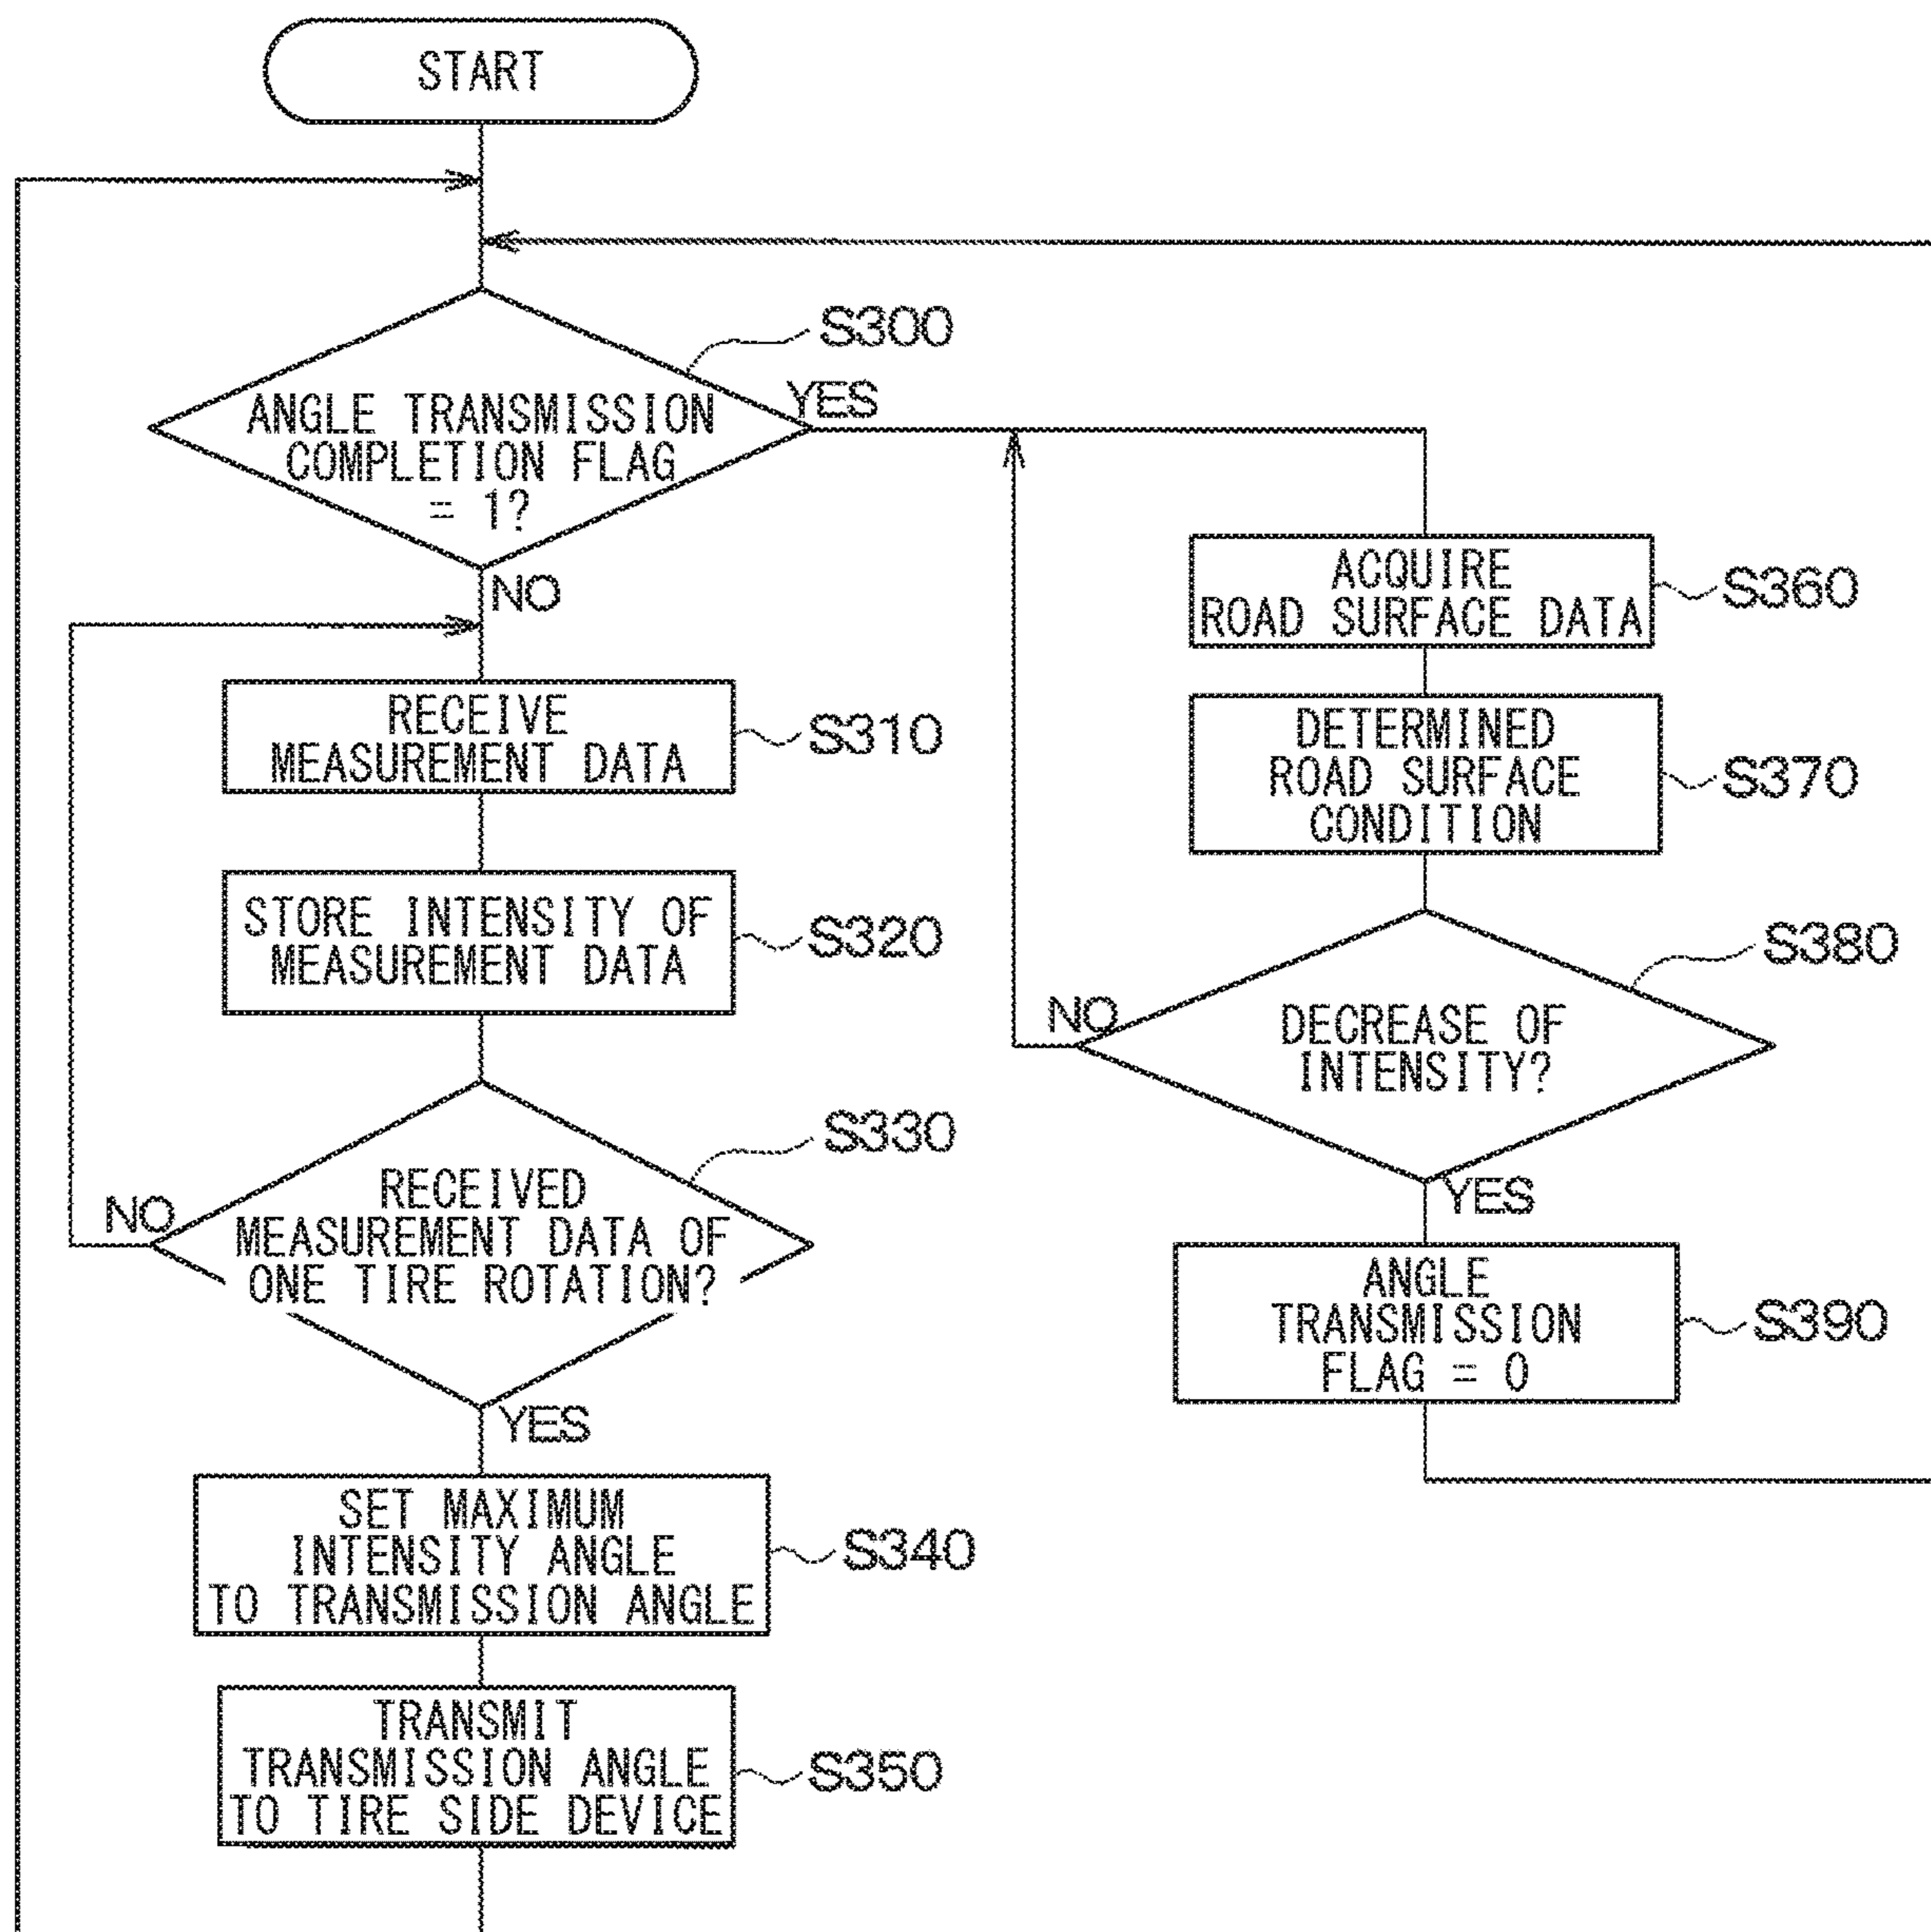 START
S300
ANGLE TRANSMISSION
COMPLETION FLAG
= 1?
YES
NO
RECEIVE
MEASUREMENT DATA
S310
STORE INTENSITY OF
MEASUREMENT DATA
S320
S330
RECEIVED
MEASUREMENT DATA OF
ONE TIRE ROTATION?
NO
YES
SET MAXIMUM
INTENSITY ANGLE
TO TRANSMISSION ANGLE
S340
TRANSMIT
TRANSMISSION ANGLE
TO TIRE SIDE DEVICE
S350
ACQUIRE
ROAD SURFACE DATA
S360
DETERMINED
ROAD SURFACE
CONDITION
S370
S380
DECREASE OF
INTENSITY?
NO
YES
ANGLE
TRANSMISSION
FLAG = 0
S390